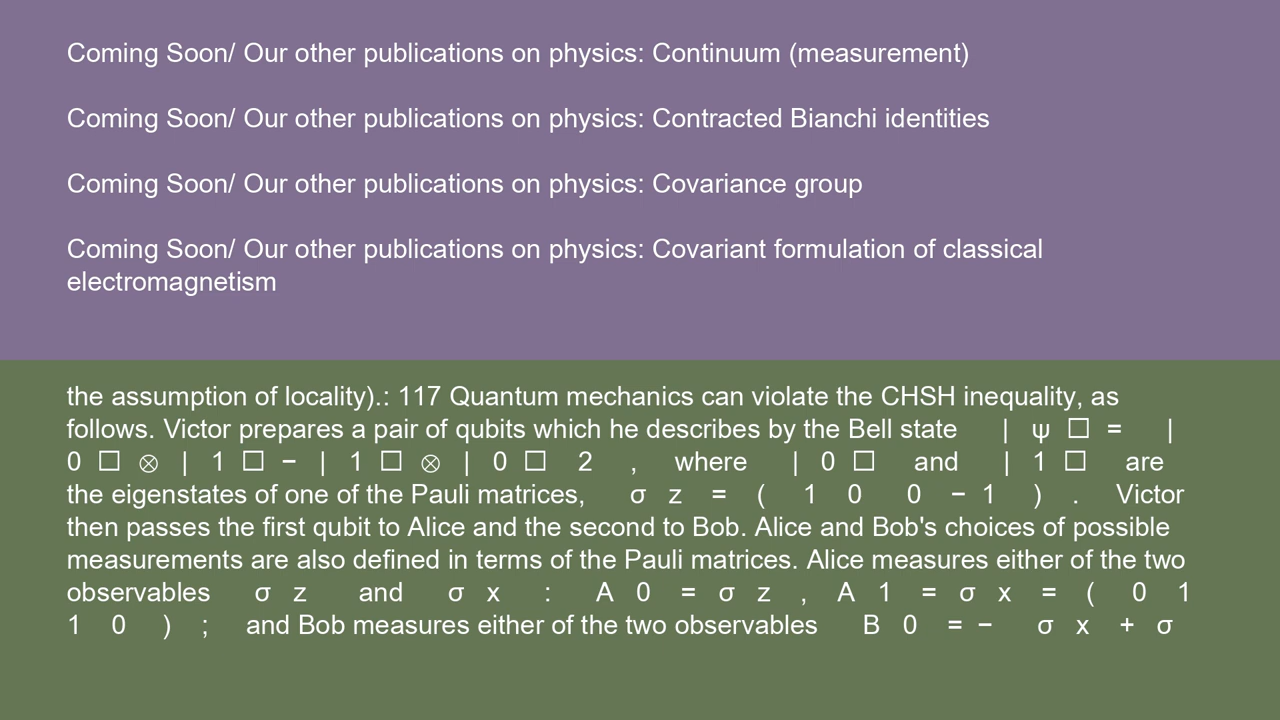 Coming Soon/ Our other publications on physics: Continuum (measurement)
Coming Soon/ Our other publications on physics: Contracted Bianchi identities
Coming Soon/ Our other publications on physics: Covariance group
Coming Soon/ Our other publications on physics: Covariant formulation of classical
electromagnetism
the assumption of locality).: 117 Quantum mechanics can violate the CHSH inequality, as
follows. Victor prepares a pair of qubits which he describes by the Bell state | ψ □ = |
0 □ ⊗ | 1 □ − | 1 □ ⊗ | 0 □ 2 , where | 0 □ and | 1 □ are
the eigenstates of one of the Pauli matrices, σ z = ( 1 0 0 − 1 ) . Victor
then passes the first qubit to Alice and the second to Bob. Alice and Bob's choices of possible
measurements are also defined in terms of the Pauli matrices. Alice measures either of the two
observables σ z and σ x : A 0 = σ z , A 1 = σ x = ( 0 1
1 0 ) ; and Bob measures either of the two observables B 0 = − σ x + σ